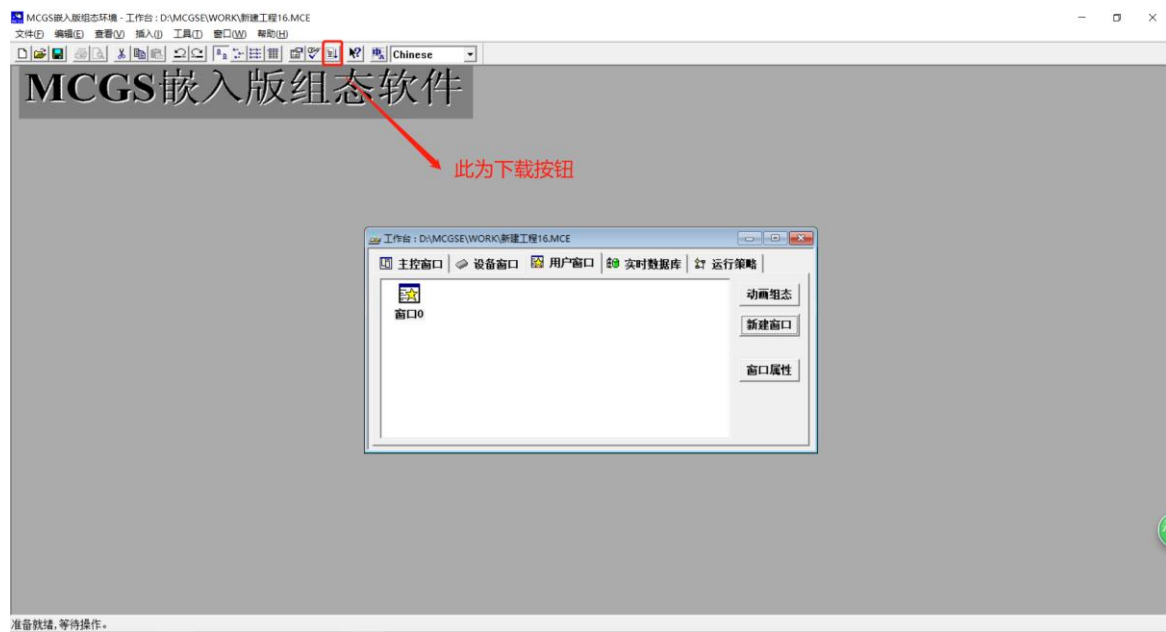 MCGS嵌入版组态环境 - 工作台 : D:\MCGSE\WORK\新建工程16.MCE
文件(F) 编辑(E) 查看(V) 插入(I) 工具(T) 窗口(W) 帮助(H)
Chinese
MCGS嵌入版组态软件
此为下载按钮
工作台 : D:\MCGSE\WORK\新建工程16.MCE
主控窗口 设备窗口 用户窗口 实时数据库 运行策略
窗口0
动画组态
新建窗口
窗口属性
准备就绪,等待操作。